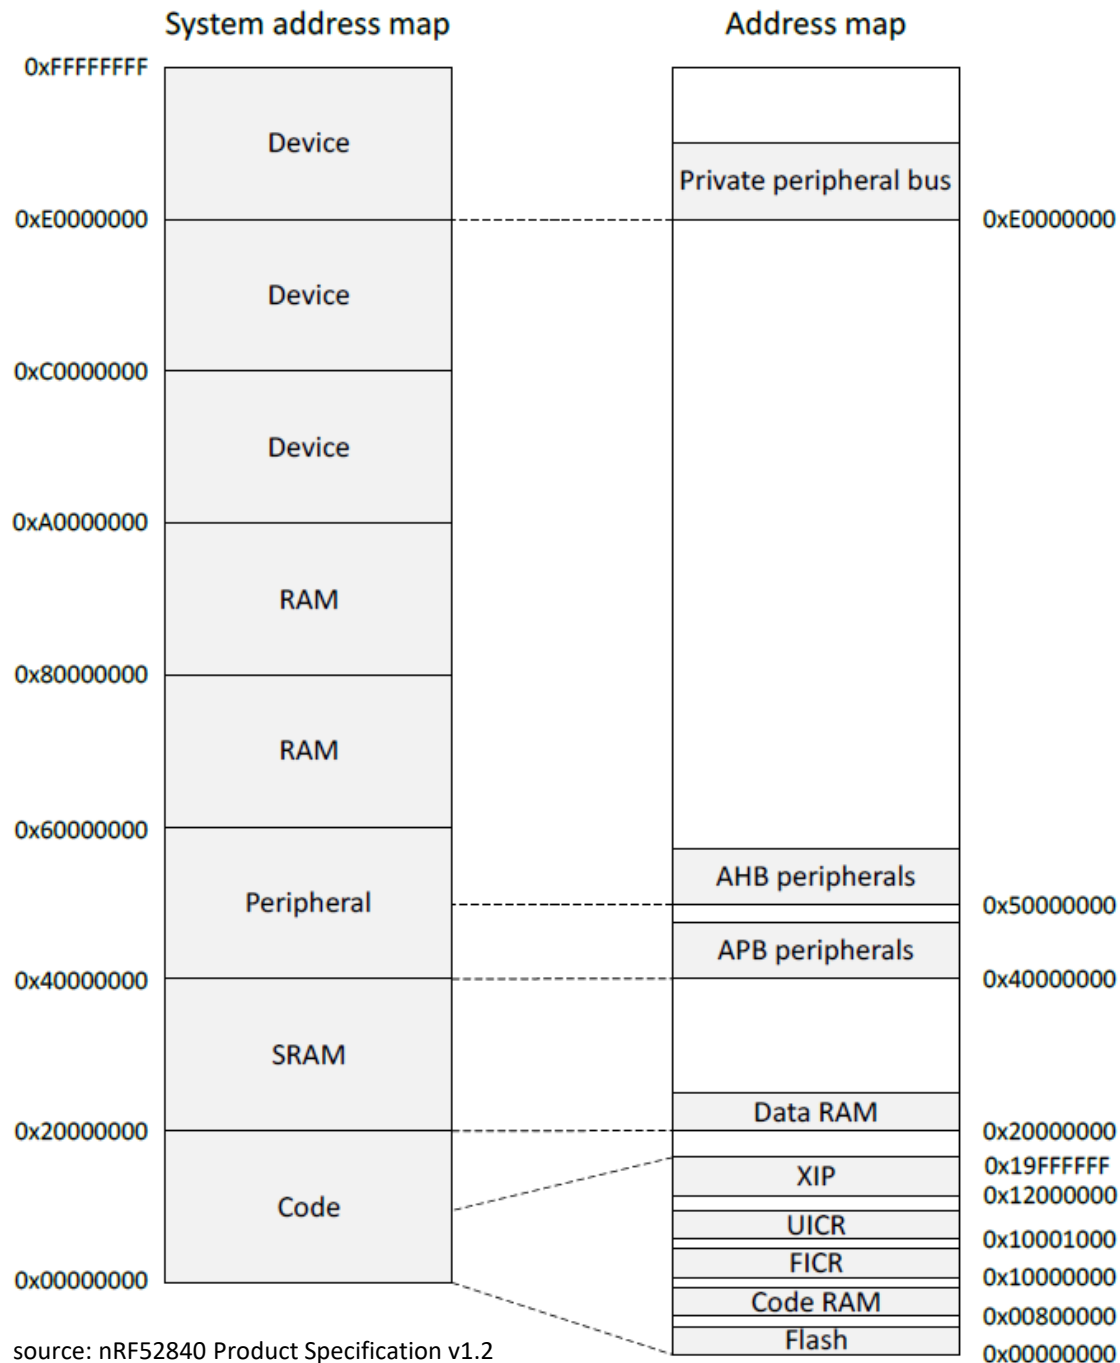 System address map
Address map
0xFFFFFFFF
Device
Private peripheral bus
0xE0000000
0xE0000000
Device
0xC0000000
Device
0xA0000000
RAM
0x80000000
RAM
0x60000000
AHB peripherals
Peripheral
0x50000000
APB peripherals
0x40000000
0x40000000
SRAM
Data RAM
0x20000000
0x20000000
0x19FFFFFF
XIP
0x12000000
Code
UICR
0x10001000
FICR
0x00000000
0x10000000
Code RAM
0x00800000
Flash
source: nRF52840 Product Specification v1.2
0x00000000